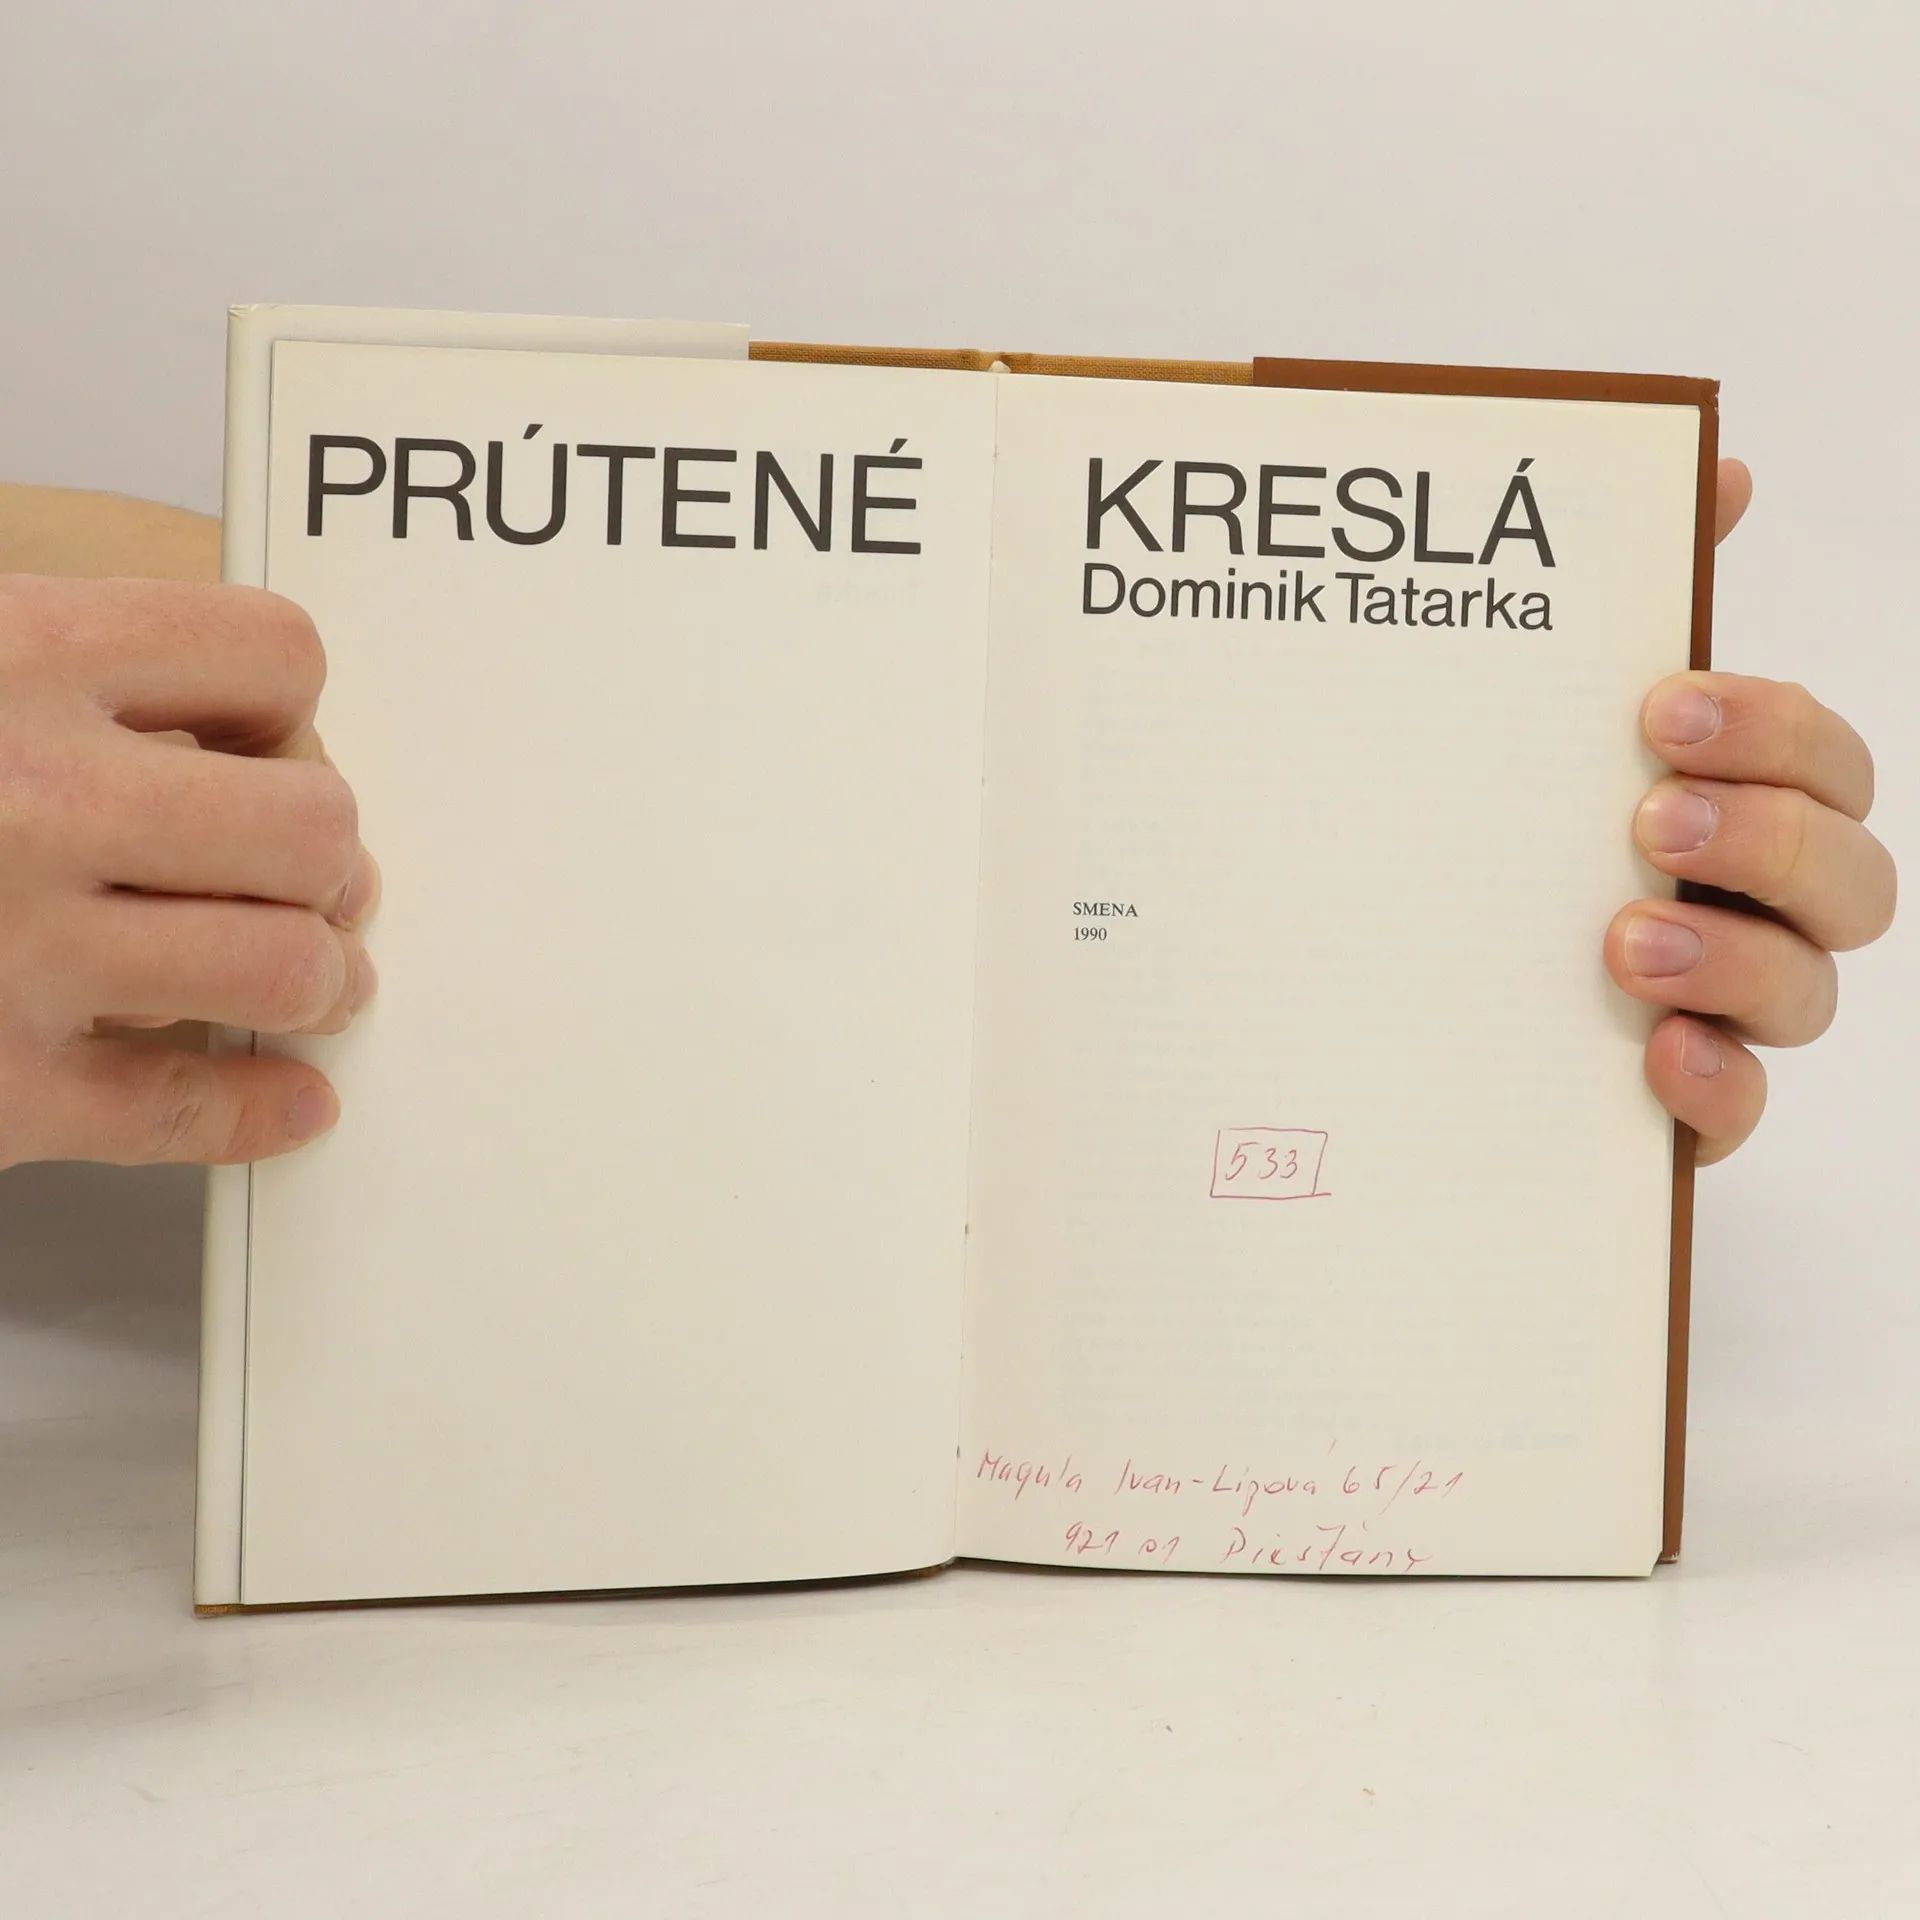 PRÚTENÉ KRESLÁ
Dominik Tatarka
SMENA
1990
533
Magula Ivan-Lipová 65/21
921 01 Piešťany